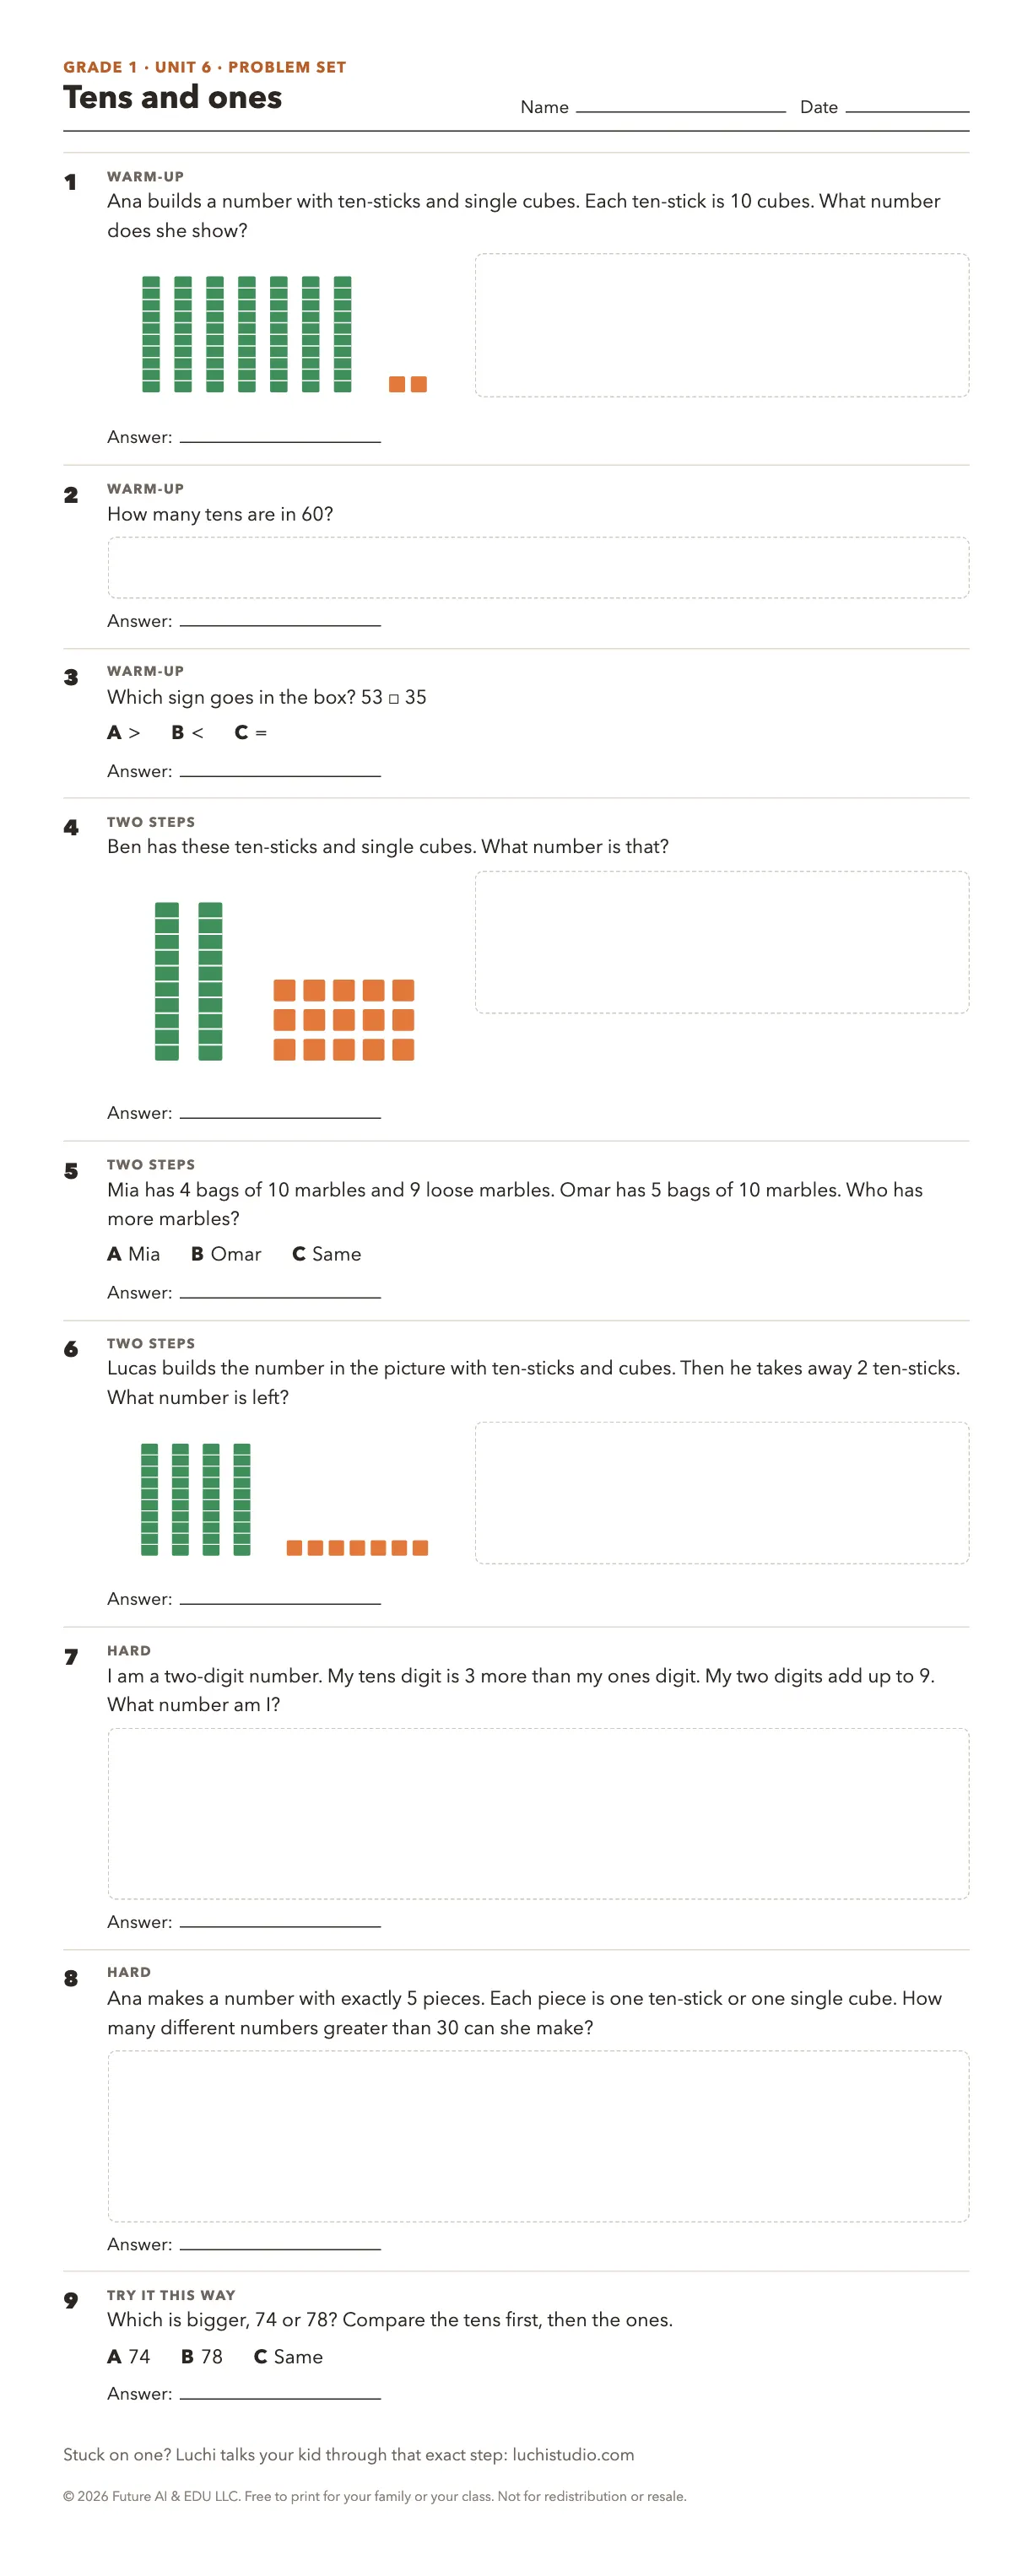 GRADE 1 · UNIT 6 · PROBLEM SET
Tens and ones
Name Date
1
WARM-UP
Ana builds a number with ten-sticks and single cubes. Each ten-stick is 10 cubes. What number
does she show?
Answer:
2
WARM-UP
How many tens are in 60?
Answer:
3
WARM-UP
Which sign goes in the box? 53 □ 35
A > B < C =
Answer:
4
TWO STEPS
Ben has these ten-sticks and single cubes. What number is that?
Answer:
5
TWO STEPS
Mia has 4 bags of 10 marbles and 9 loose marbles. Omar has 5 bags of 10 marbles. Who has
more marbles?
A Mia B Omar C Same
Answer:
6
TWO STEPS
Lucas builds the number in the picture with ten-sticks and cubes. Then he takes away 2 ten-sticks.
What number is left?
Answer:
7
HARD
I am a two-digit number. My tens digit is 3 more than my ones digit. My two digits add up to 9.
What number am I?
Answer:
8
HARD
Ana makes a number with exactly 5 pieces. Each piece is one ten-stick or one single cube. How
many different numbers greater than 30 can she make?
Answer:
9
TRY IT THIS WAY
Which is bigger, 74 or 78? Compare the tens first, then the ones.
A 74 B 78 C Same
Answer:
Stuck on one? Luchi talks your kid through that exact step: luchistudio.com
© 2026 Future AI & EDU LLC. Free to print for your family or your class. Not for redistribution or resale.